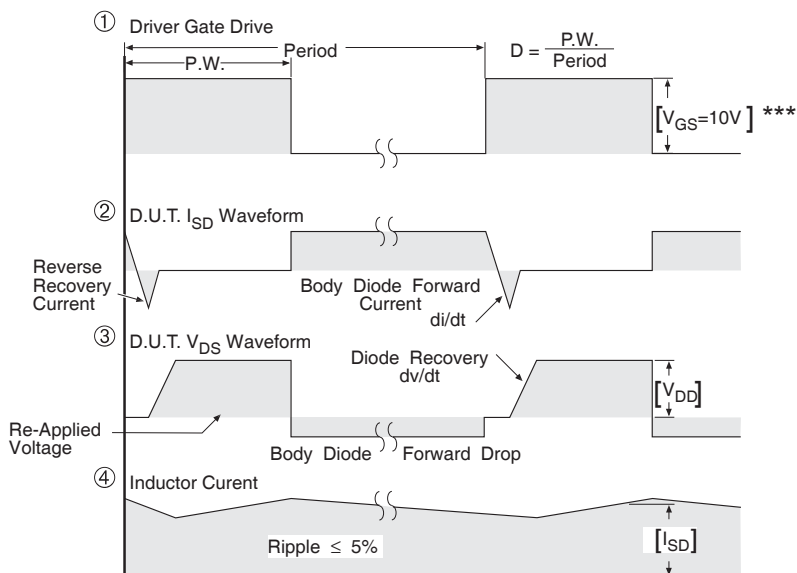 ① Driver Gate Drive
Period
P.W.
D = P.W. / Period
[VGS=10V] ***
② D.U.T. ISD Waveform
Reverse
Recovery
Current
Body Diode Forward
Current
di/dt
③ D.U.T. VDS Waveform
Diode Recovery
dv/dt
[VDD]
Re-Applied
Voltage
Body Diode Forward Drop
④ Inductor Curent
Ripple ≤ 5%
[ISD]